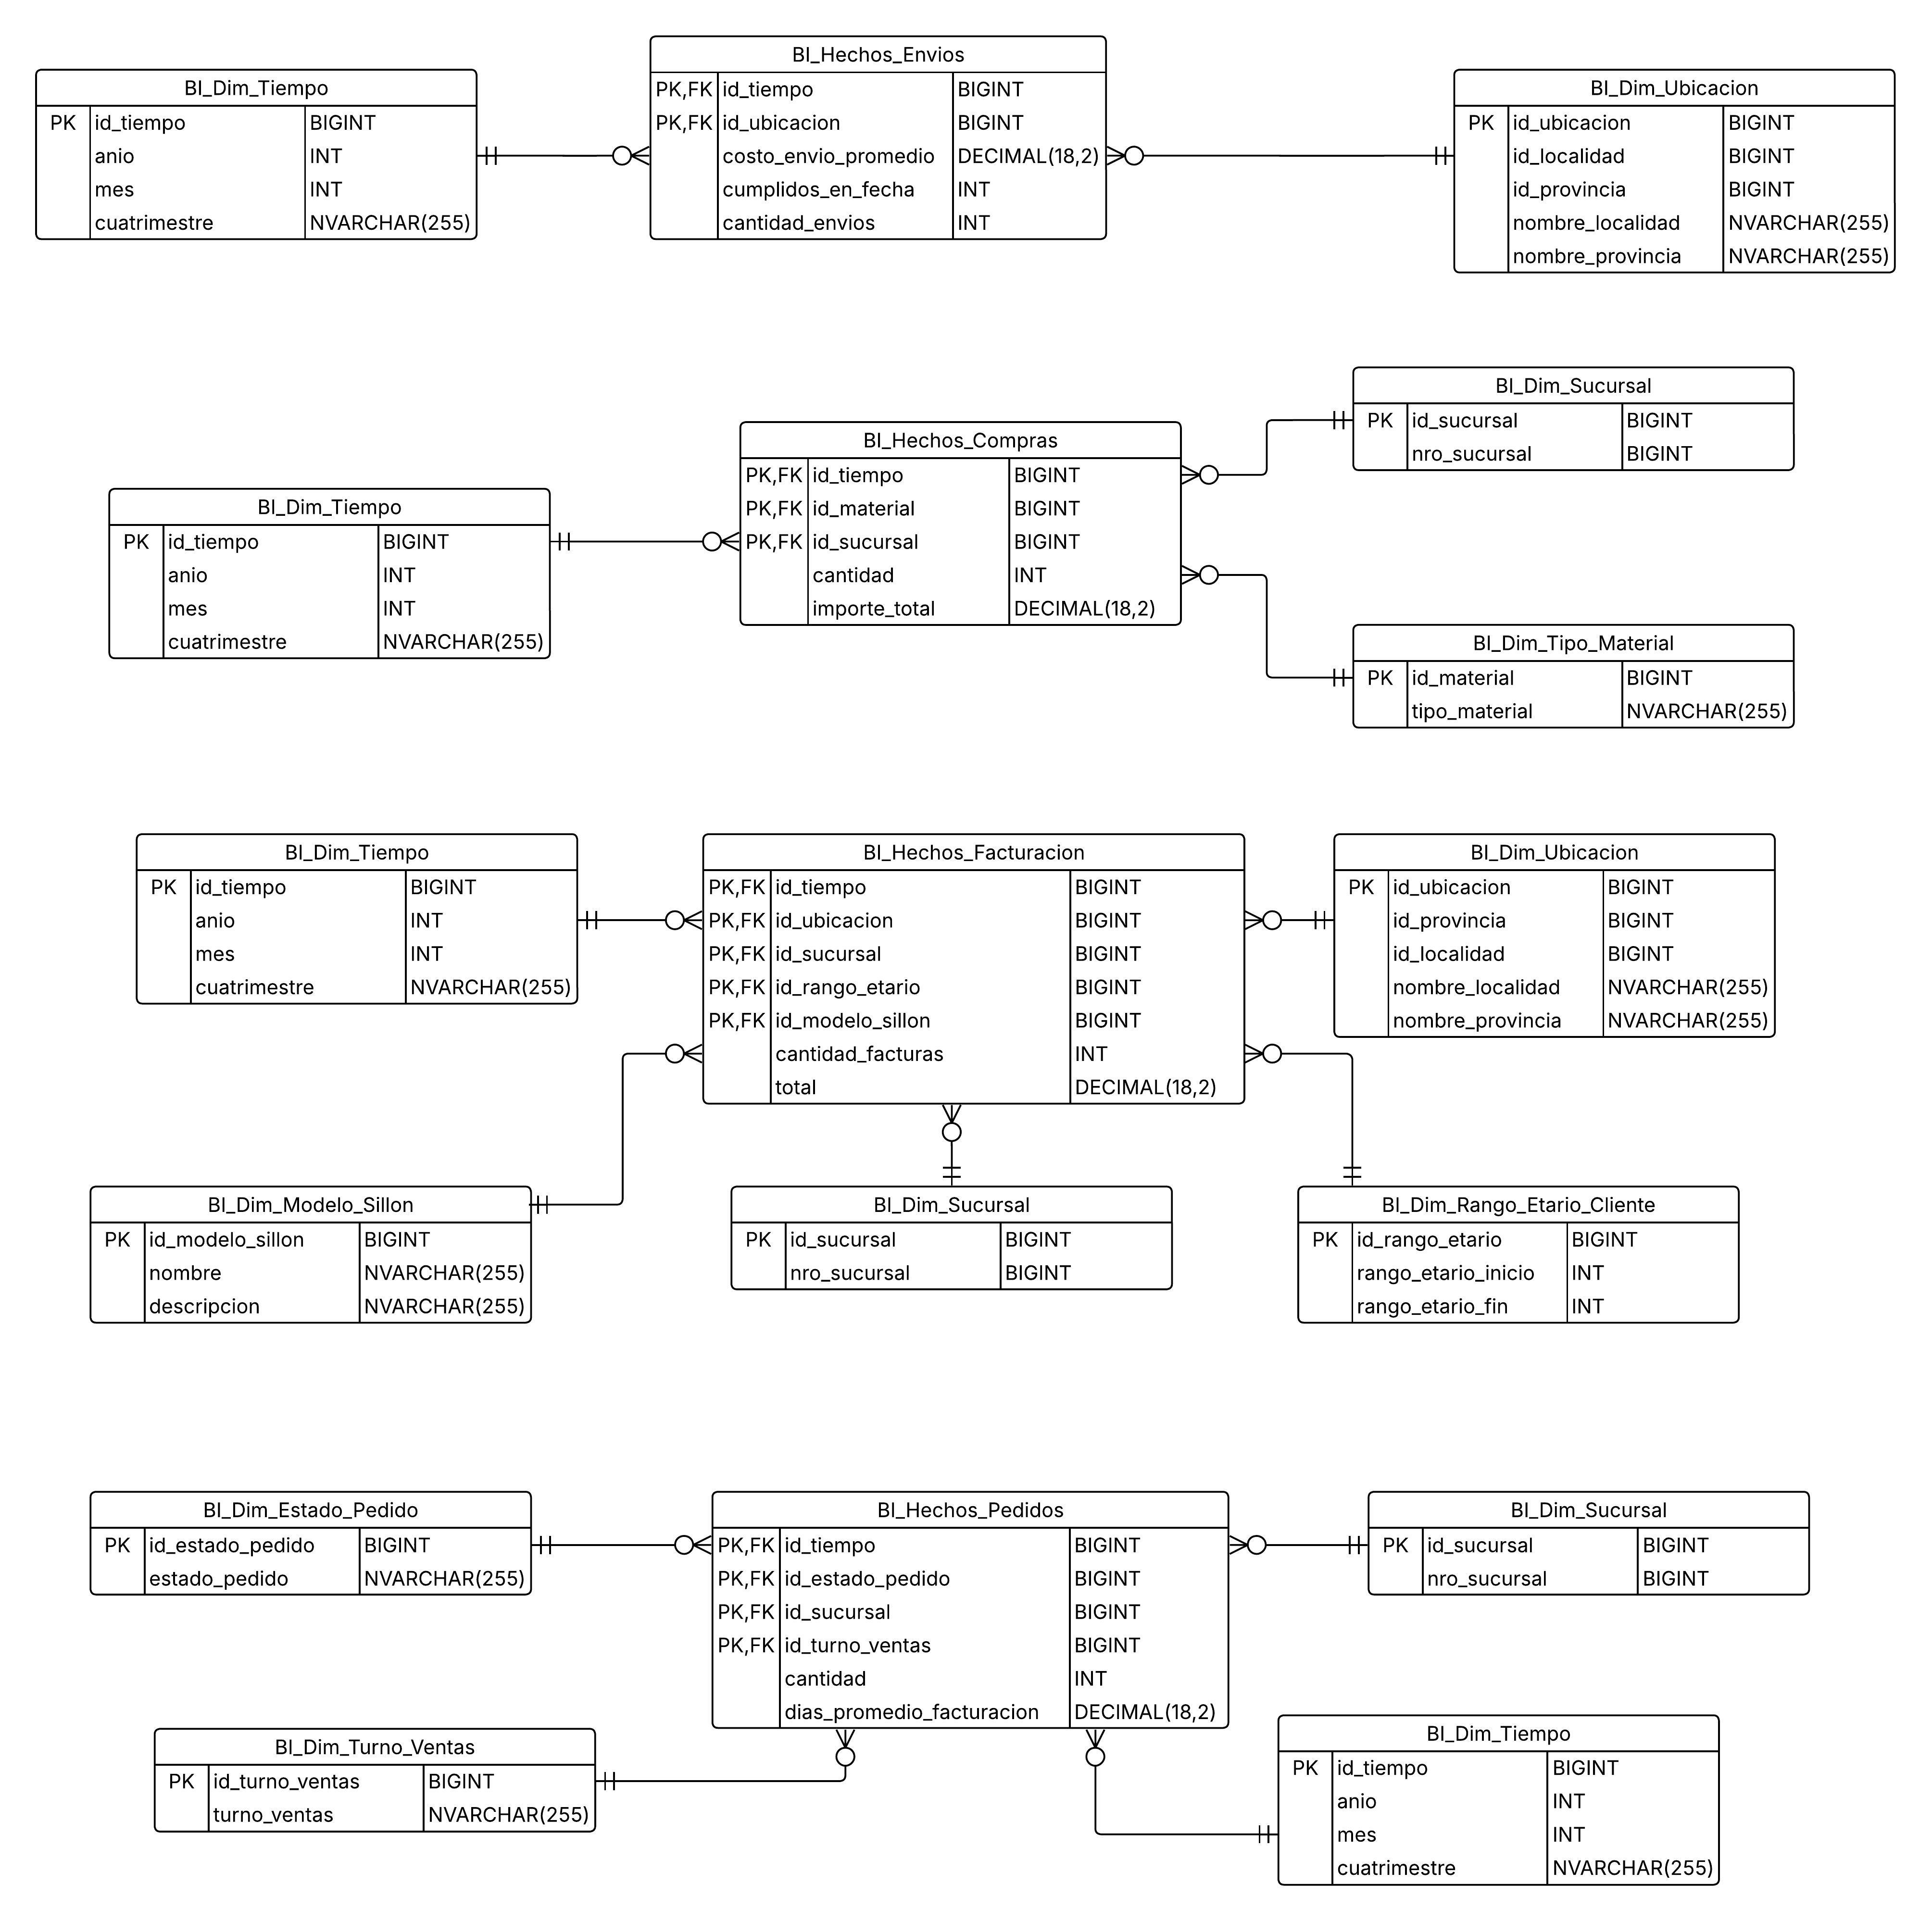 BI_Hechos_Envios
PK,FK id_tiempo BIGINT
PK,FK id_ubicacion BIGINT
costo_envio_promedio DECIMAL(18,2)
cumplidos_en_fecha INT
cantidad_envios INT
BI_Dim_Tiempo
PK id_tiempo BIGINT
anio INT
mes INT
cuatrimestre NVARCHAR(255)
BI_Dim_Ubicacion
PK id_ubicacion BIGINT
id_localidad BIGINT
id_provincia BIGINT
nombre_localidad NVARCHAR(255)
nombre_provincia NVARCHAR(255)
BI_Dim_Sucursal
PK id_sucursal BIGINT
nro_sucursal BIGINT
BI_Hechos_Compras
PK,FK id_tiempo BIGINT
PK,FK id_material BIGINT
PK,FK id_sucursal BIGINT
cantidad INT
importe_total DECIMAL(18,2)
BI_Dim_Tiempo
PK id_tiempo BIGINT
anio INT
mes INT
cuatrimestre NVARCHAR(255)
BI_Dim_Tipo_Material
PK id_material BIGINT
tipo_material NVARCHAR(255)
BI_Dim_Tiempo
PK id_tiempo BIGINT
anio INT
mes INT
cuatrimestre NVARCHAR(255)
BI_Hechos_Facturacion
PK,FK id_tiempo BIGINT
PK,FK id_ubicacion BIGINT
PK,FK id_sucursal BIGINT
PK,FK id_rango_etario BIGINT
PK,FK id_modelo_sillon BIGINT
cantidad_facturas INT
total DECIMAL(18,2)
BI_Dim_Ubicacion
PK id_ubicacion BIGINT
id_provincia BIGINT
id_localidad BIGINT
nombre_localidad NVARCHAR(255)
nombre_provincia NVARCHAR(255)
BI_Dim_Modelo_Sillon
PK id_modelo_sillon BIGINT
nombre NVARCHAR(255)
descripcion NVARCHAR(255)
BI_Dim_Sucursal
PK id_sucursal BIGINT
nro_sucursal BIGINT
BI_Dim_Rango_Etario_Cliente
PK id_rango_etario BIGINT
rango_etario_inicio INT
rango_etario_fin INT
BI_Dim_Estado_Pedido
PK id_estado_pedido BIGINT
estado_pedido NVARCHAR(255)
BI_Hechos_Pedidos
PK,FK id_tiempo BIGINT
PK,FK id_estado_pedido BIGINT
PK,FK id_sucursal BIGINT
PK,FK id_turno_ventas BIGINT
cantidad INT
dias_promedio_facturacion DECIMAL(18,2)
BI_Dim_Sucursal
PK id_sucursal BIGINT
nro_sucursal BIGINT
BI_Dim_Turno_Ventas
PK id_turno_ventas BIGINT
turno_ventas NVARCHAR(255)
BI_Dim_Tiempo
PK id_tiempo BIGINT
anio INT
mes INT
cuatrimestre NVARCHAR(255)